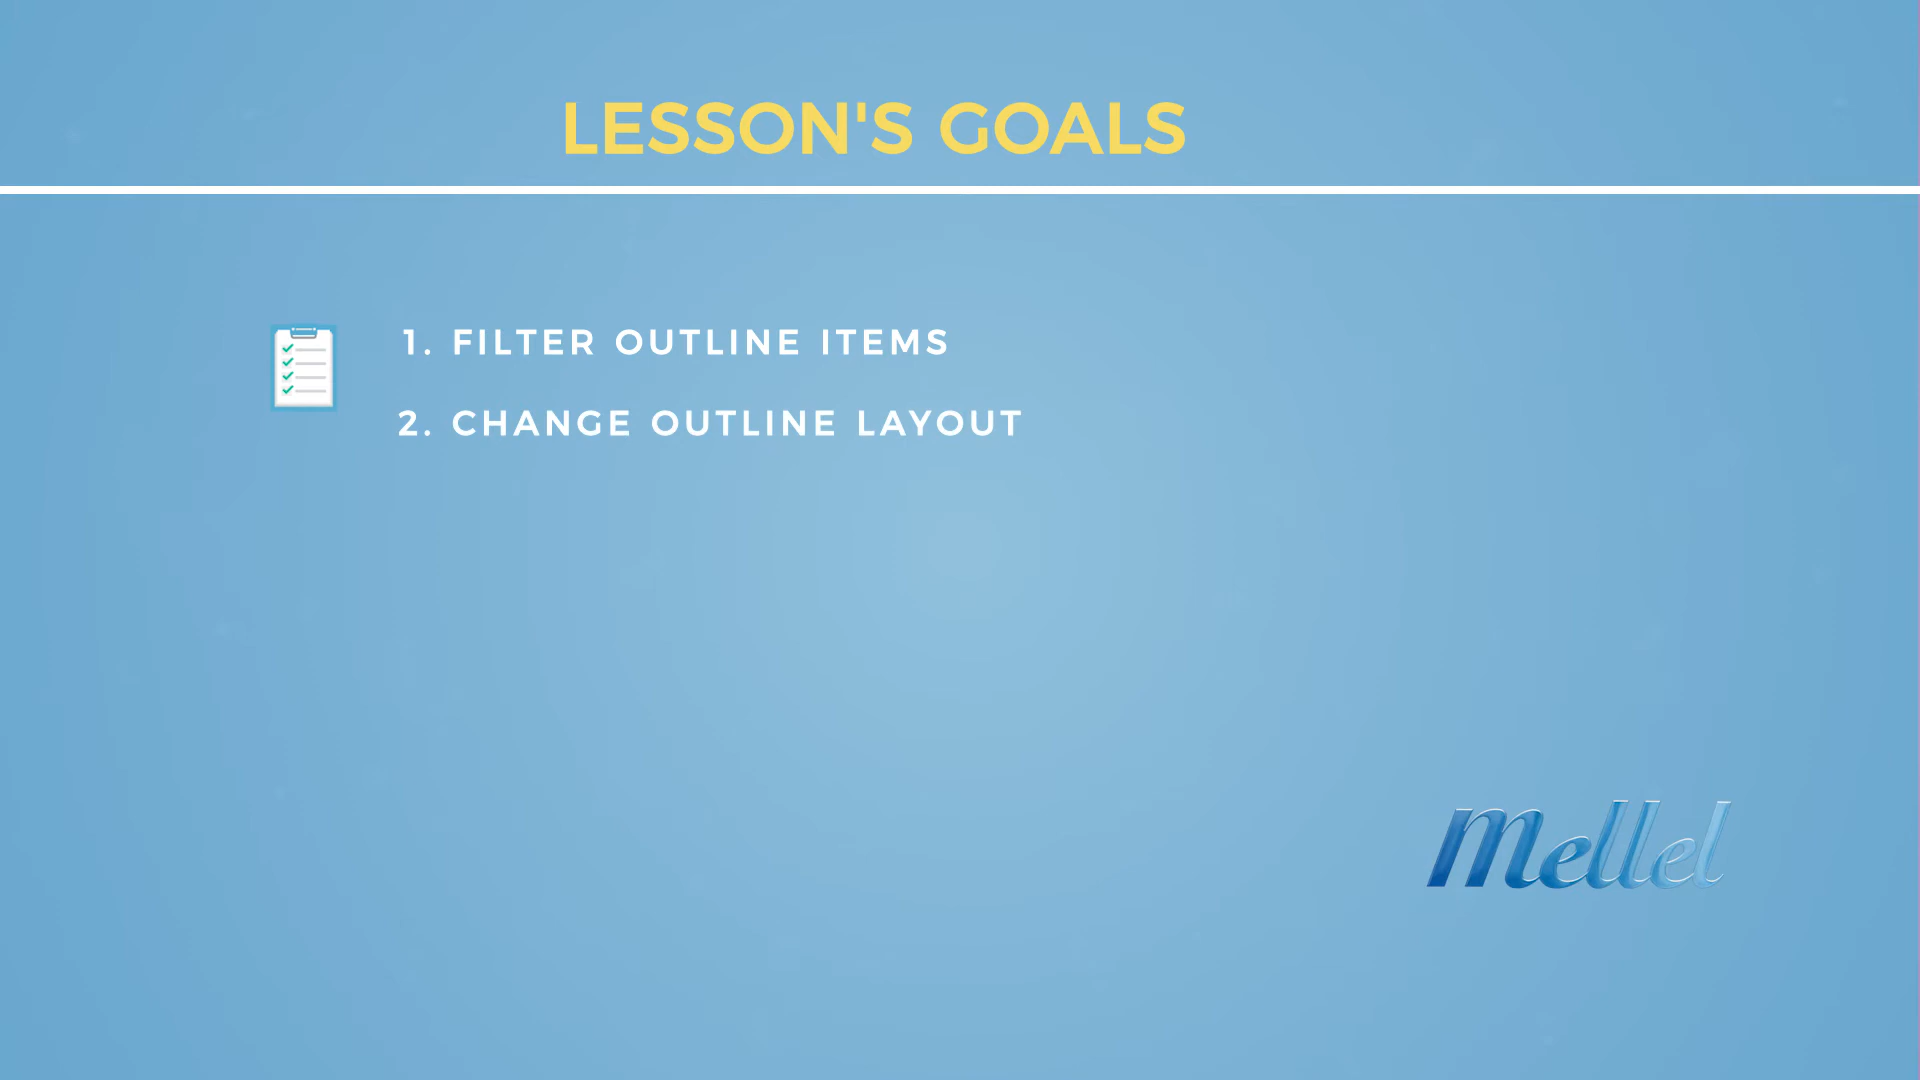 LESSON'S GOALS
1. FILTER OUTLINE ITEMS
2. CHANGE OUTLINE LAYOUT
Mellel